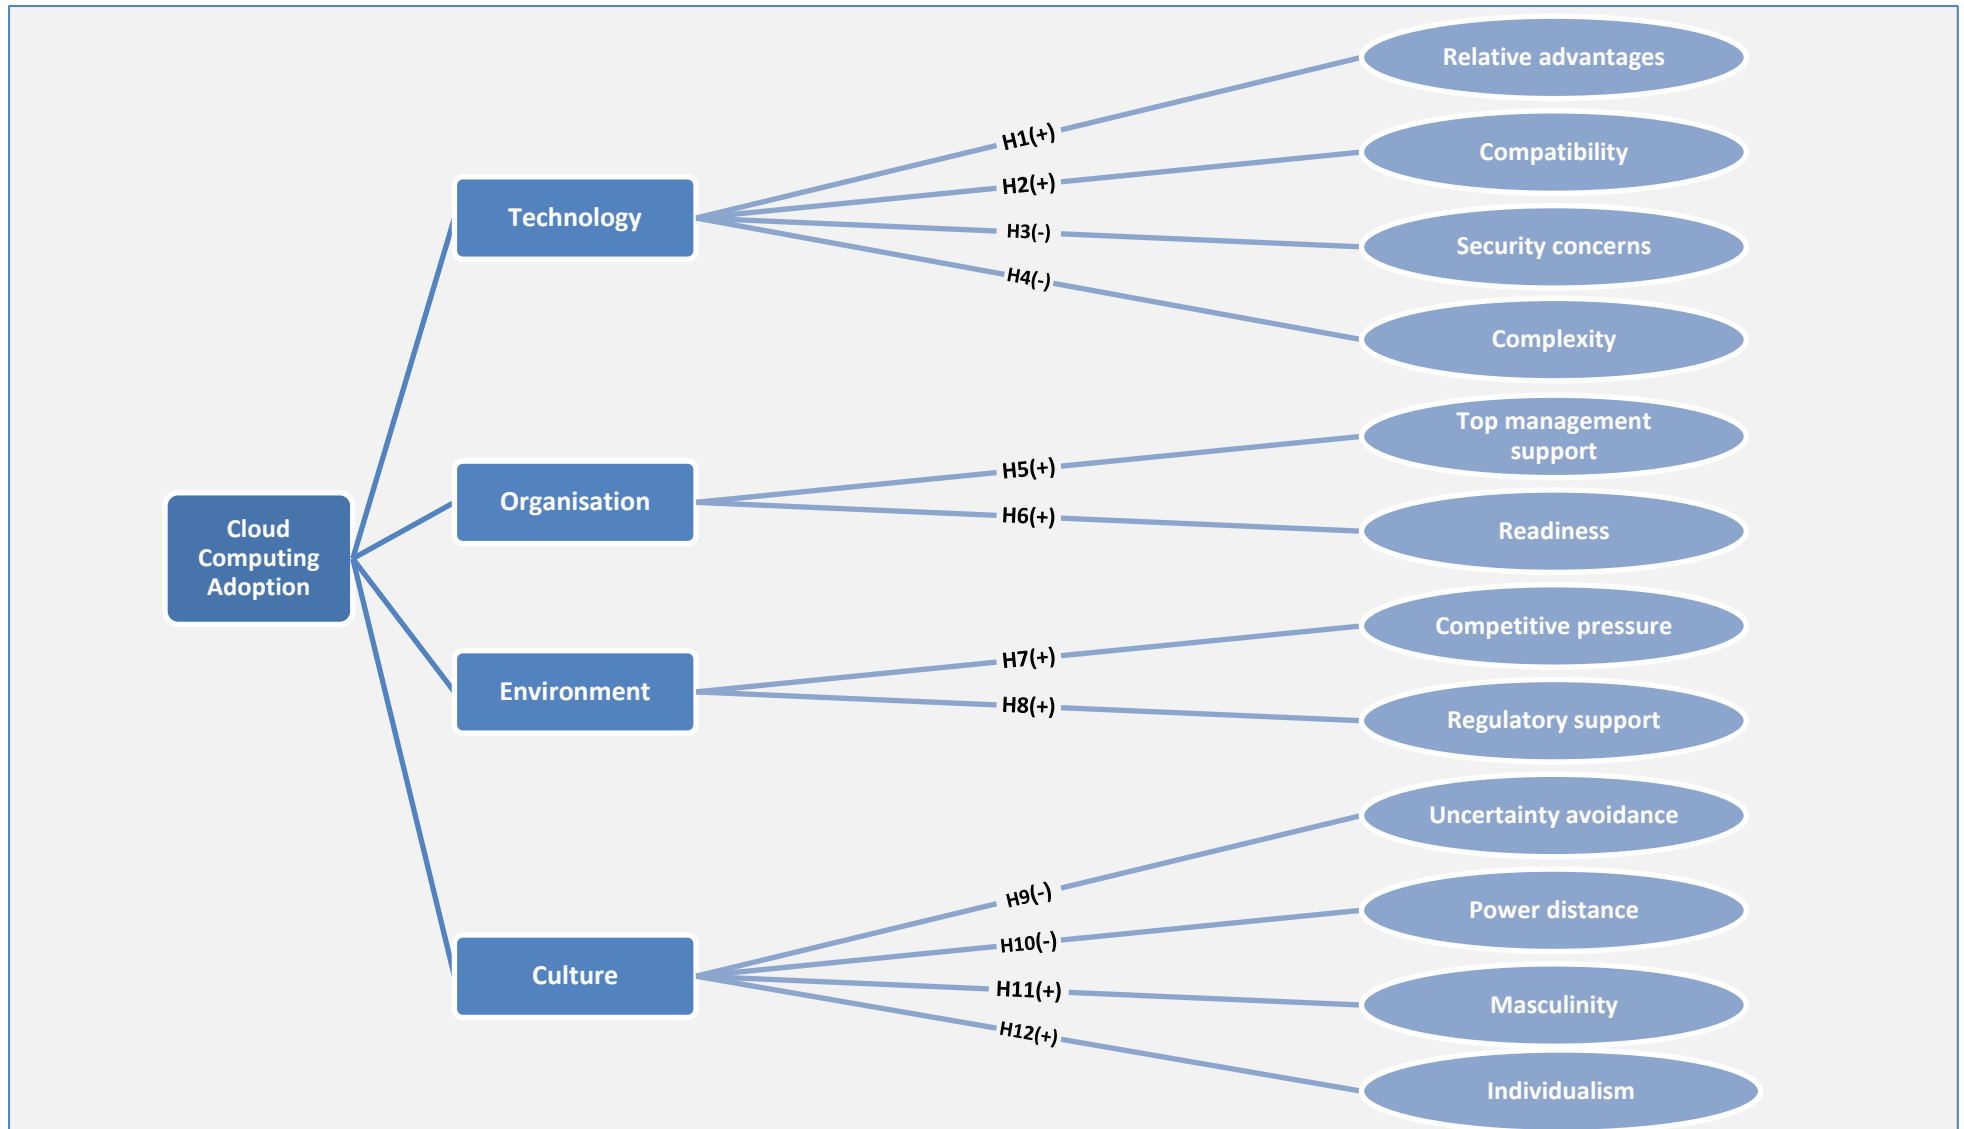 Cloud
Computing
Adoption
Technology
H1(+)
Relative advantages
H2(+)
Compatibility
H3(-)
Security concerns
H4(-)
Complexity
Organisation
H5(+)
Top management
support
H6(+)
Readiness
Environment
H7(+)
Competitive pressure
H8(+)
Regulatory support
Culture
H9(-)
Uncertainty avoidance
H10(-)
Power distance
H11(+)
Masculinity
H12(+)
Individualism